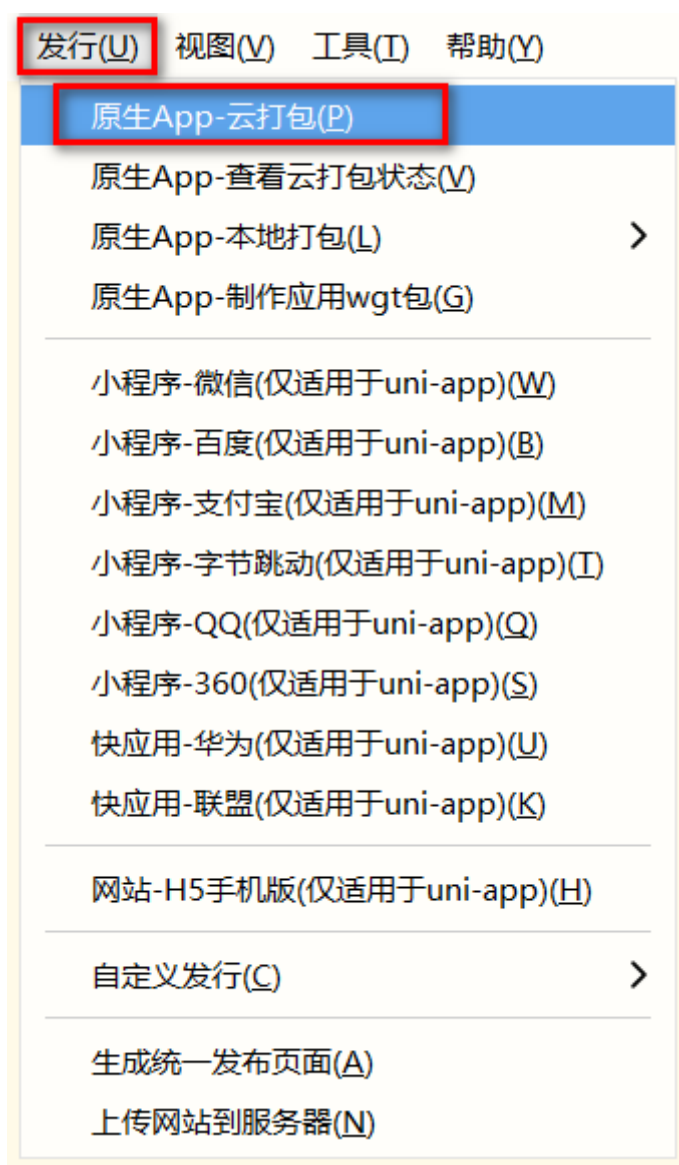 发行(U) 视图(V) 工具(T) 帮助(Y)
原生App-云打包(P)
原生App-查看云打包状态(V)
原生App-本地打包(L)
原生App-制作应用wgt包(G)
小程序-微信(仅适用于uni-app)(W)
小程序-百度(仅适用于uni-app)(B)
小程序-支付宝(仅适用于uni-app)(M)
小程序-字节跳动(仅适用于uni-app)(T)
小程序-QQ(仅适用于uni-app)(Q)
小程序-360(仅适用于uni-app)(S)
快应用-华为(仅适用于uni-app)(U)
快应用-联盟(仅适用于uni-app)(K)
网站-H5手机版(仅适用于uni-app)(H)
自定义发行(C)
生成统一发布页面(A)
上传网站到服务器(N)